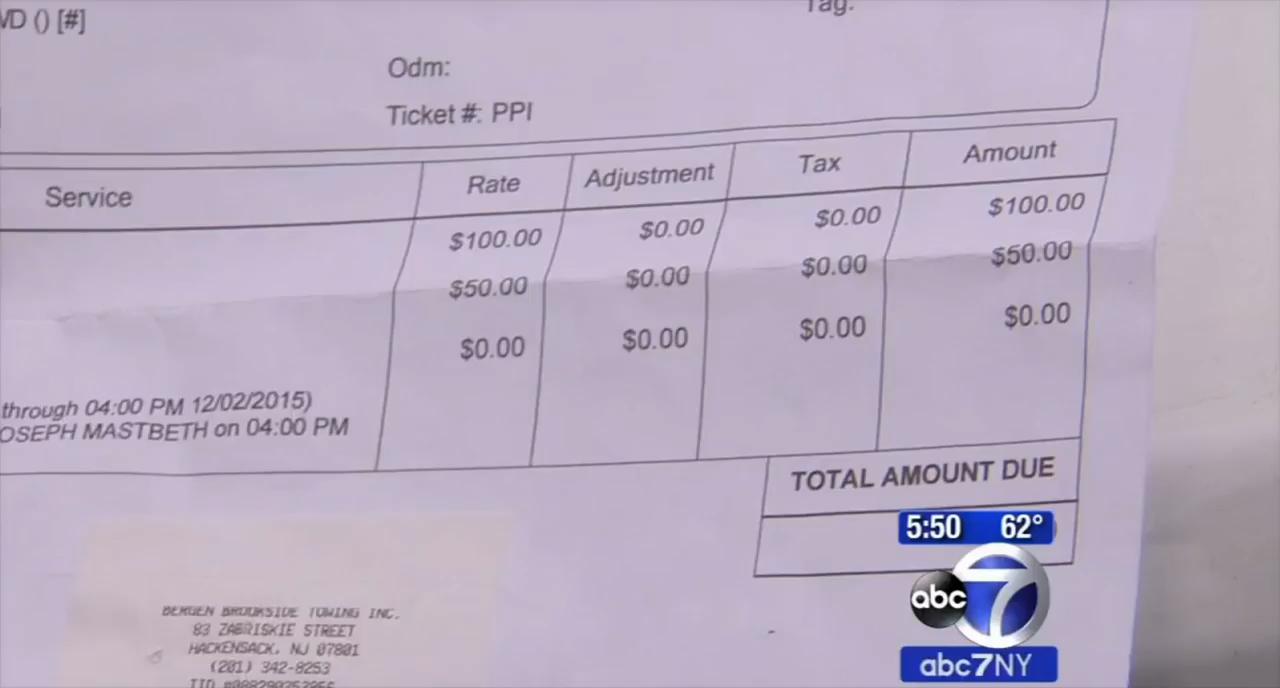 VD () [#]
Tag:
Odm:
Ticket #: PPI
Service Rate Adjustment Tax Amount
$100.00 $0.00 $0.00 $100.00
$50.00 $0.00 $0.00 $50.00
$0.00 $0.00 $0.00 $0.00
through 04:00 PM 12/02/2015)
OSEPH MASTBETH on 04:00 PM
TOTAL AMOUNT DUE
5:50 62°
abc 7
abc7NY
BERGEN BROOKSIDE TOWING INC.
83 ZABRISKIE STREET
HACKENSACK, NJ 07801
(201) 342-8253